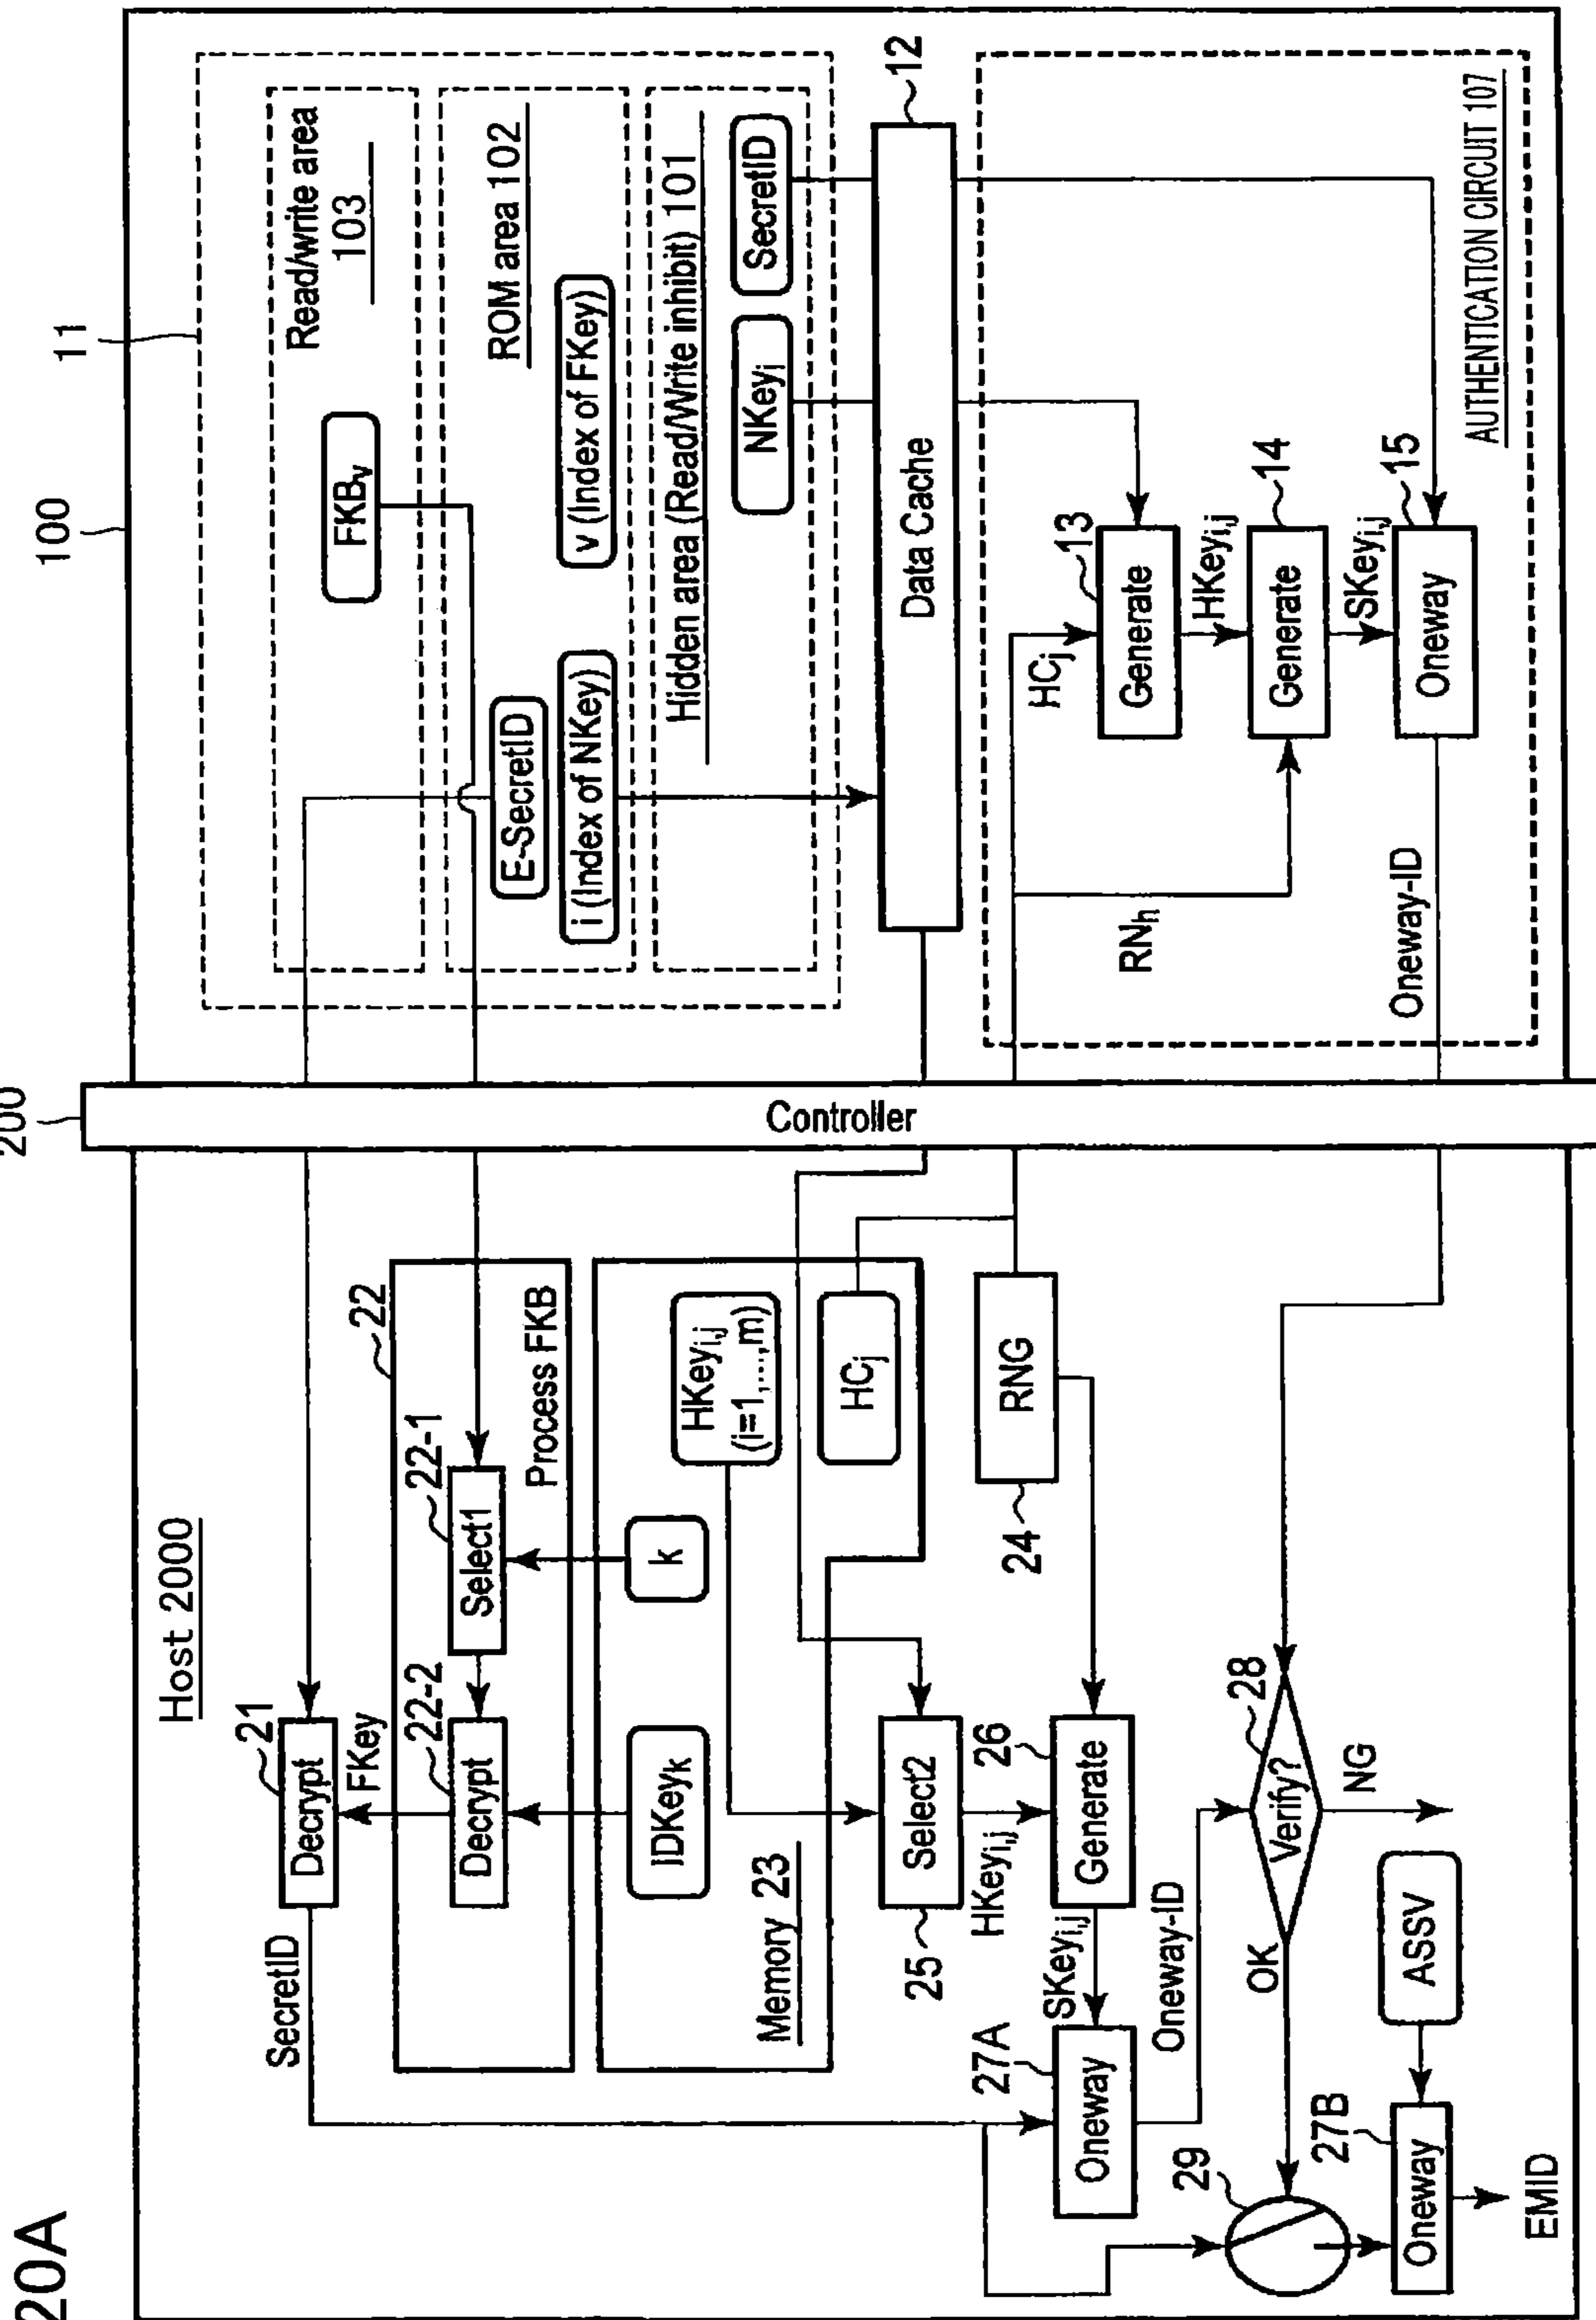 20A
100
11
200
Read/write area
103
FKBv
ROM area 102
E-SecretID
i (Index of NKey)
v (Index of FKey)
Hidden area (Read/Write inhibit) 101
NKeyi
SecretID
Data Cache
12
HCj
13
Generate
HKeyi,j
14
Generate
SKeyi,j
15
Oneway
RNh
Oneway-ID
AUTHENTICATION CIRCUIT 107
Controller
Host 2000
21
Decrypt
SecretID
FKey
22
22-2
Decrypt
22-1
Select1
Process FKB
IDKeyk
k
HKeyi,j
(i=1,...,m)
HCj
Memory 23
Select2
25
HKeyi,j
RNG
24
26
Generate
SKeyi,j
27A
Oneway
Oneway-ID
28
Verify?
OK
NG
29
ASSV
27B
Oneway
EMID